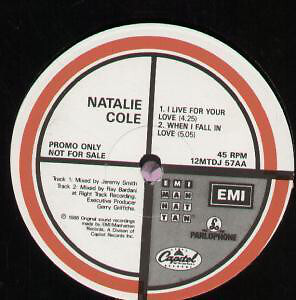 NATALIE
COLE
1. I LIVE FOR YOUR
LOVE (4.25)
2. WHEN I FALL IN
LOVE (5.05)
PROMO ONLY
NOT FOR SALE
45 RPM
12MTDJ 57AA
Track 1: Mixed by Jeremy Smith
Track 2: Mixed by Ray Bardani
at Right Track Recording.
Executive Producer
Gerry Griffiths.
℗ 1988 Original sound recordings
made by EMI/Manhattan
Records, A Division of
Capitol Records Inc.
EMI
MAN
HAT
TAN
EMI
PARLOPHONE
Capitol